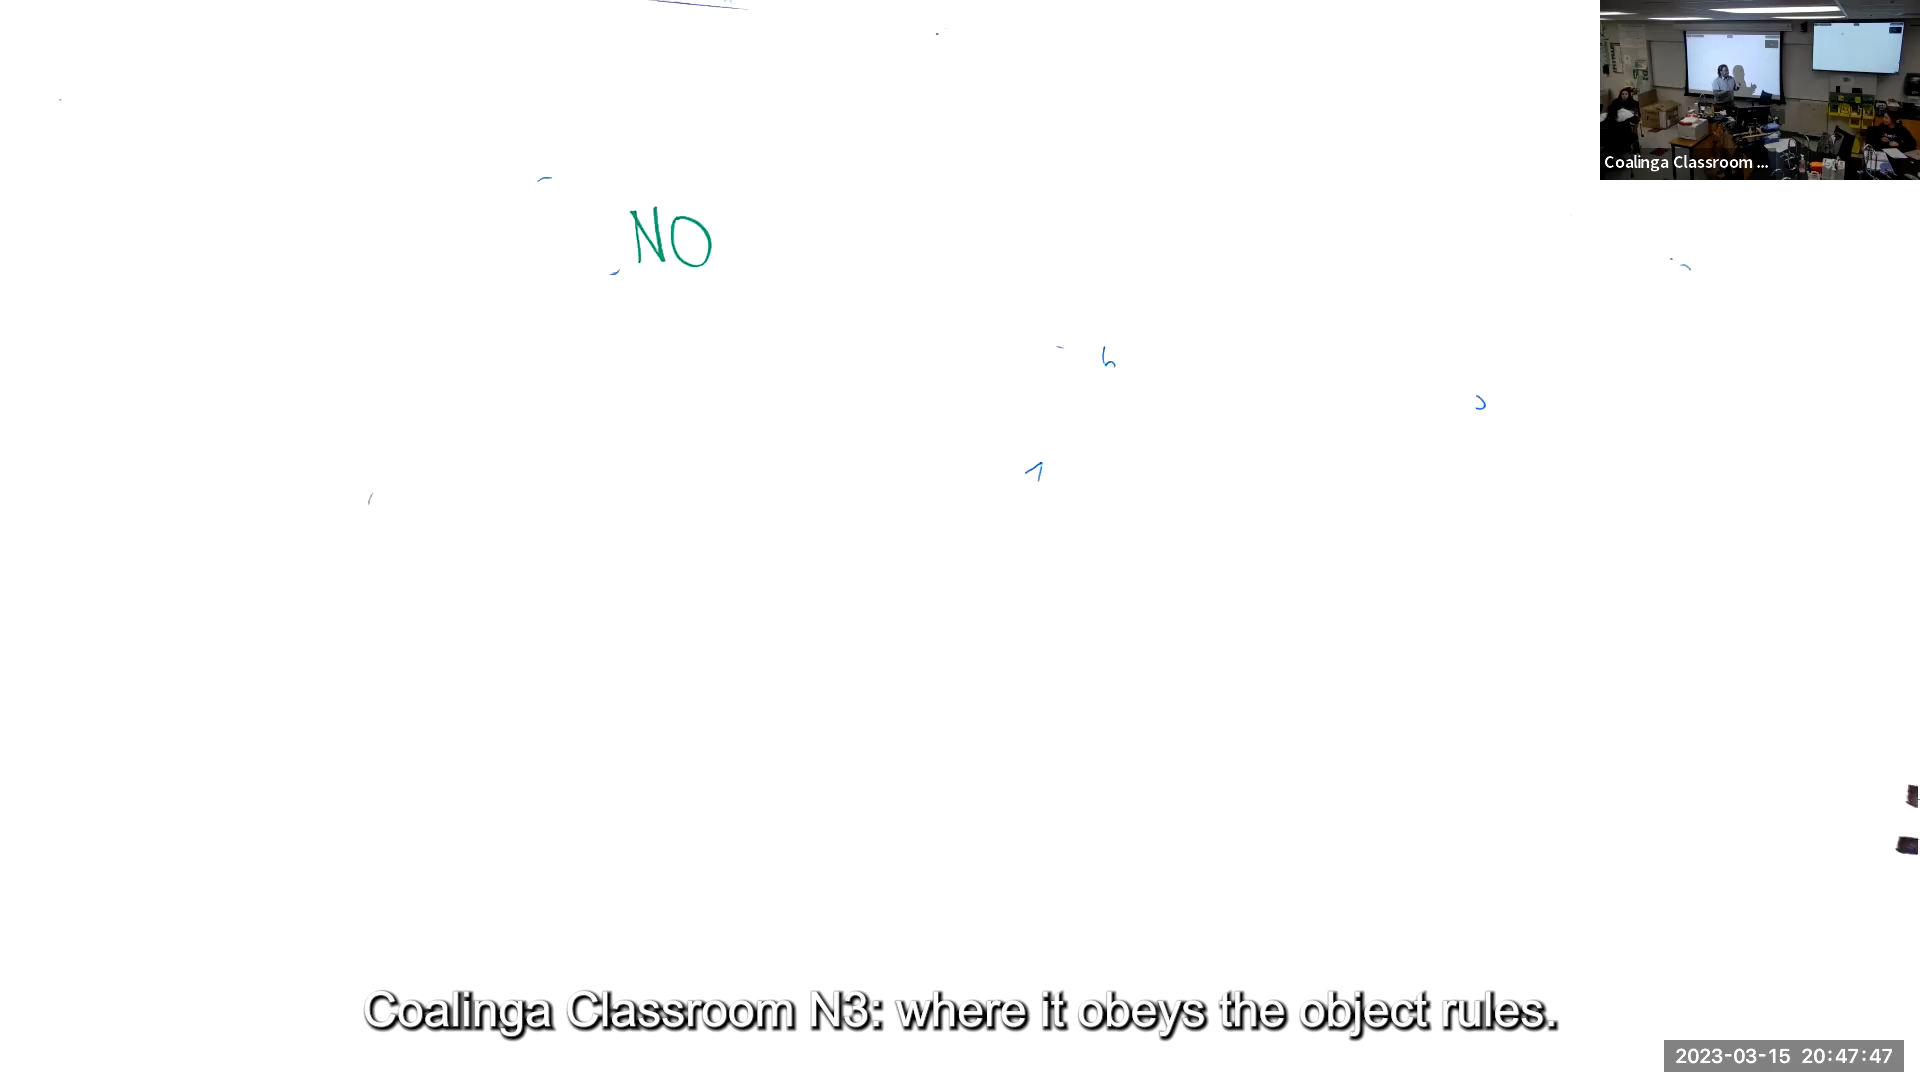 Coalinga Classroom ...
NO
Coalinga Classroom N3: where it obeys the object rules.
2023-03-15 20:47:47